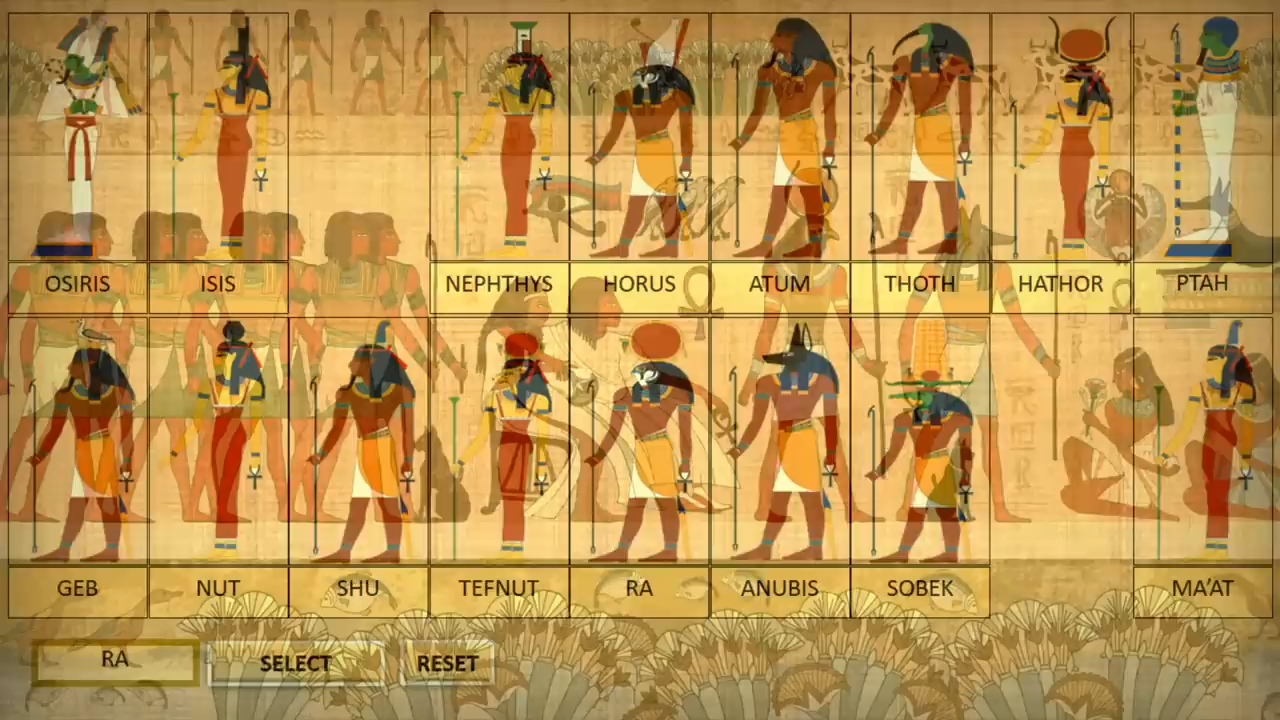 OSIRIS
ISIS
NEPHTHYS
HORUS
ATUM
THOTH
HATHOR
PTAH
GEB
NUT
SHU
TEFNUT
RA
ANUBIS
SOBEK
MA’AT
RA
SELECT
RESET